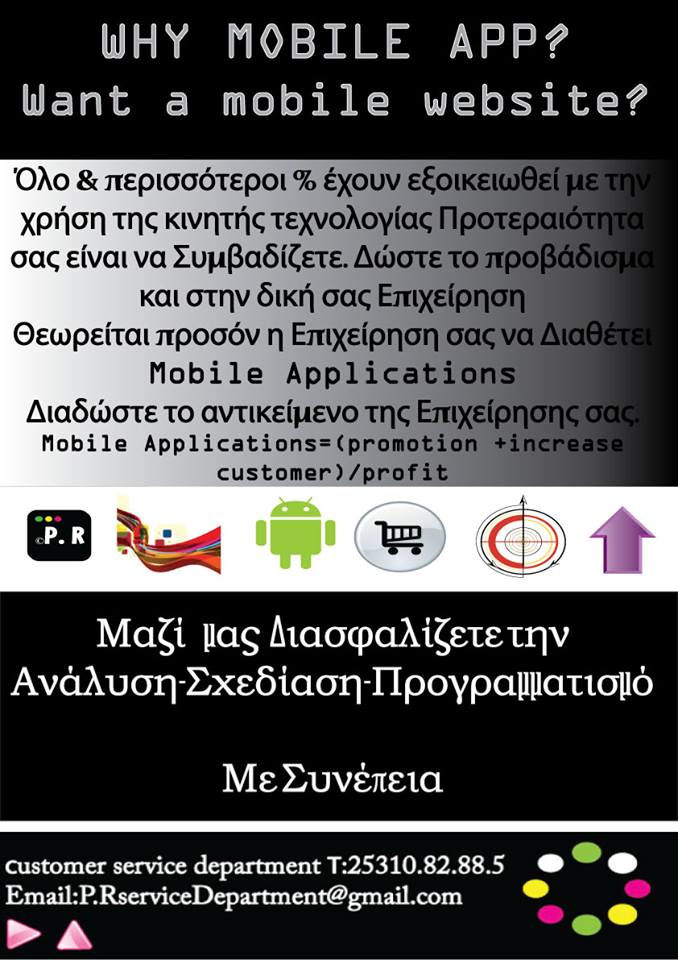 WHY MOBILE APP?
Want a mobile website?
Όλο & περισσότεροι % έχουν εξοικειωθεί με την
χρήση της κινητής τεχνολογίας Προτεραιότητα
σας είναι να Συμβαδίζετε. Δώστε το προβάδισμα
και στην δική σας Επιχείρηση
Θεωρείται προσόν η Επιχείρηση σας να Διαθέτει
Mobile Applications
Διαδώστε το αντικείμενο της Επιχείρησης σας.
Mobile Applications=(promotion +increase
customer)/profit
©P. R
Μαζί μας Διασφαλίζετε την
Ανάλυση-Σχεδίαση-Προγραμματισμό
Με Συνέπεια
customer service department T:25310.82.88.5
Email:P.RserviceDepartment@gmail.com